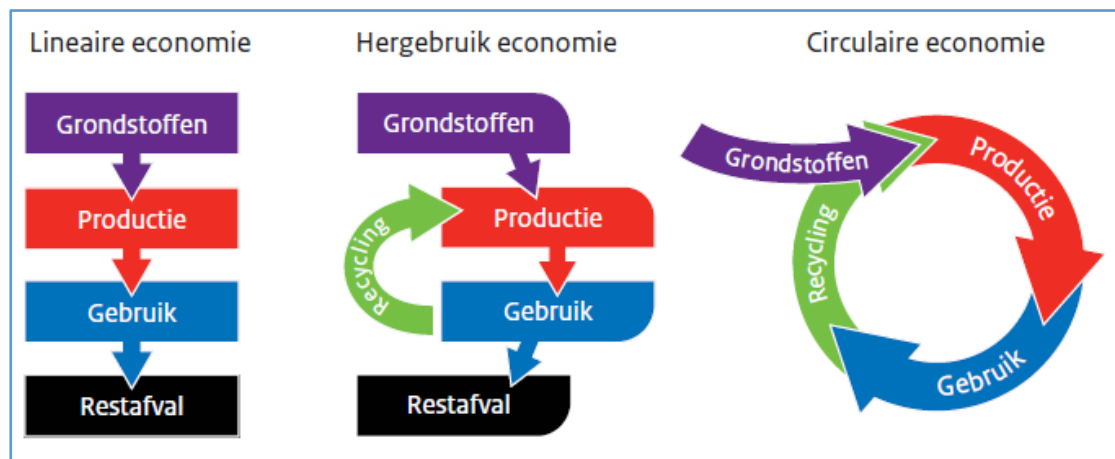 Lineaire economie
Grondstoffen
Productie
Gebruik
Restafval
Hergebruik economie
Grondstoffen
Productie
Recycling
Gebruik
Restafval
Circulaire economie
Grondstoffen
Productie
Gebruik
Recycling